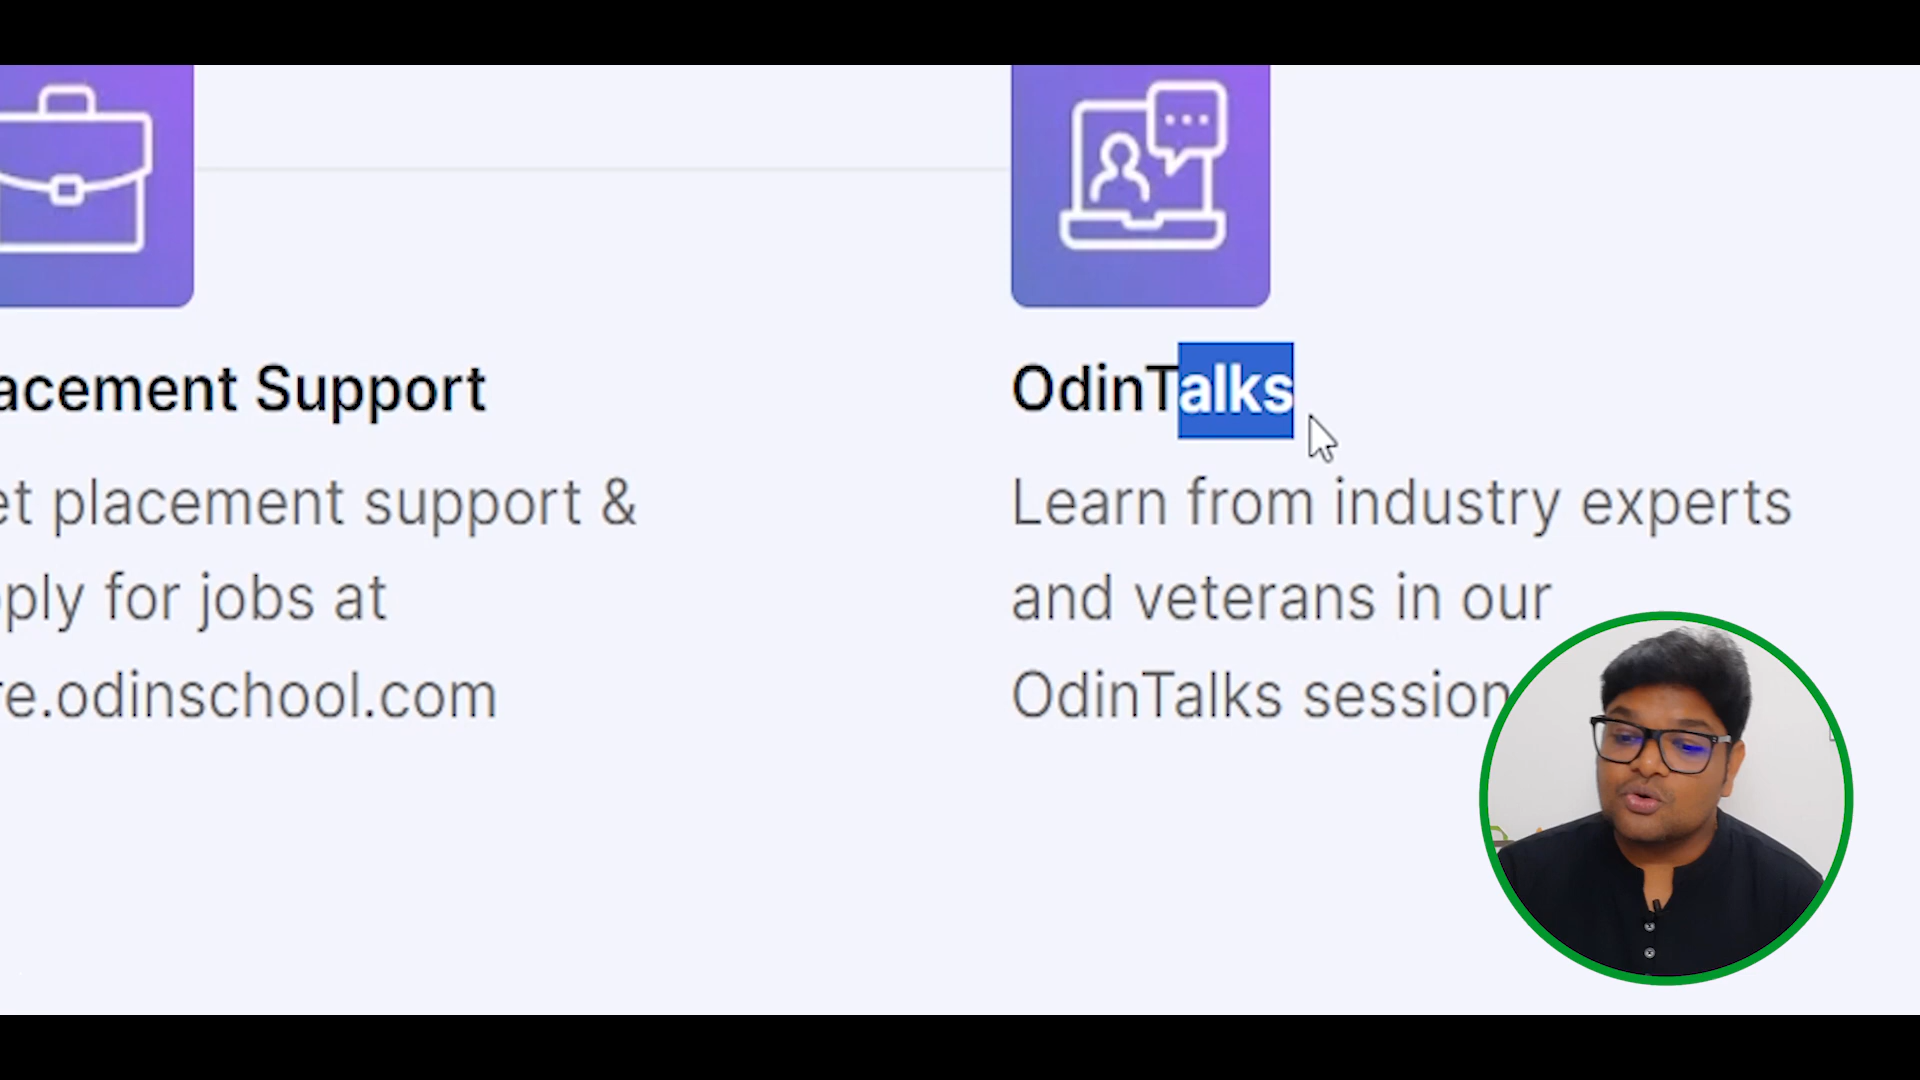 acement Support
et placement support &
ply for jobs at
re.odinschool.com
OdinTalks
Learn from industry experts
and veterans in our
OdinTalks session